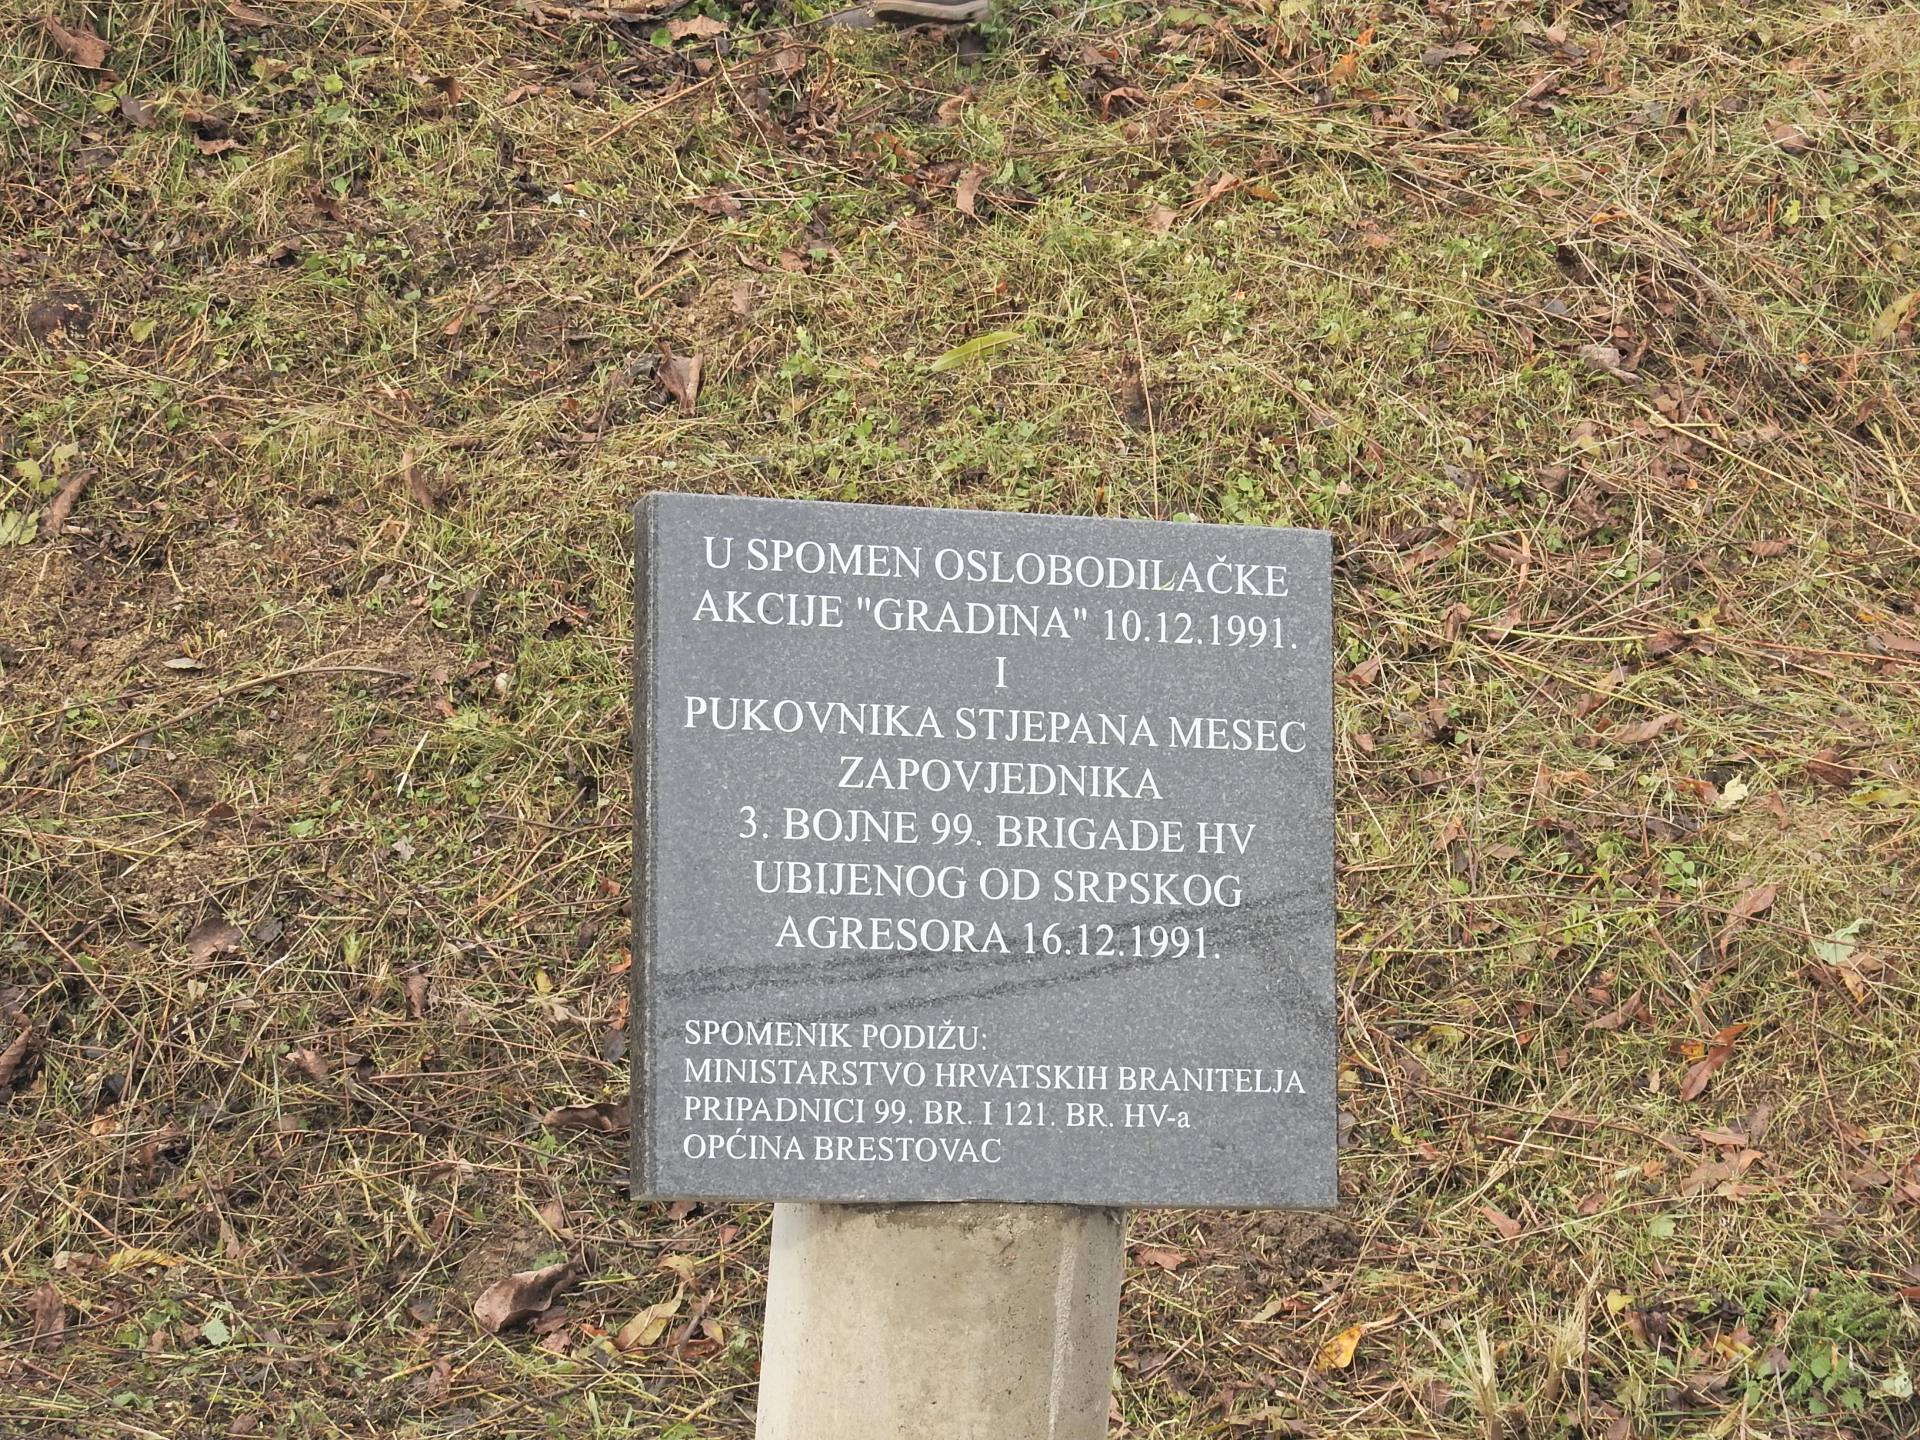 U SPOMEN OSLOBODILAČKE
AKCIJE "GRADINA" 10.12.1991.
I
PUKOVNIKA STJEPANA MESEC
ZAPOVJEDNIKA
3. BOJNE 99. BRIGADE HV
UBIJENOG OD SRPSKOG
AGRESORA 16.12.1991.
SPOMENIK PODIŽU:
MINISTARSTVO HRVATSKIH BRANITELJA
PRIPADNICI 99. BR. I 121. BR. HV-a
OPĆINA BRESTOVAC